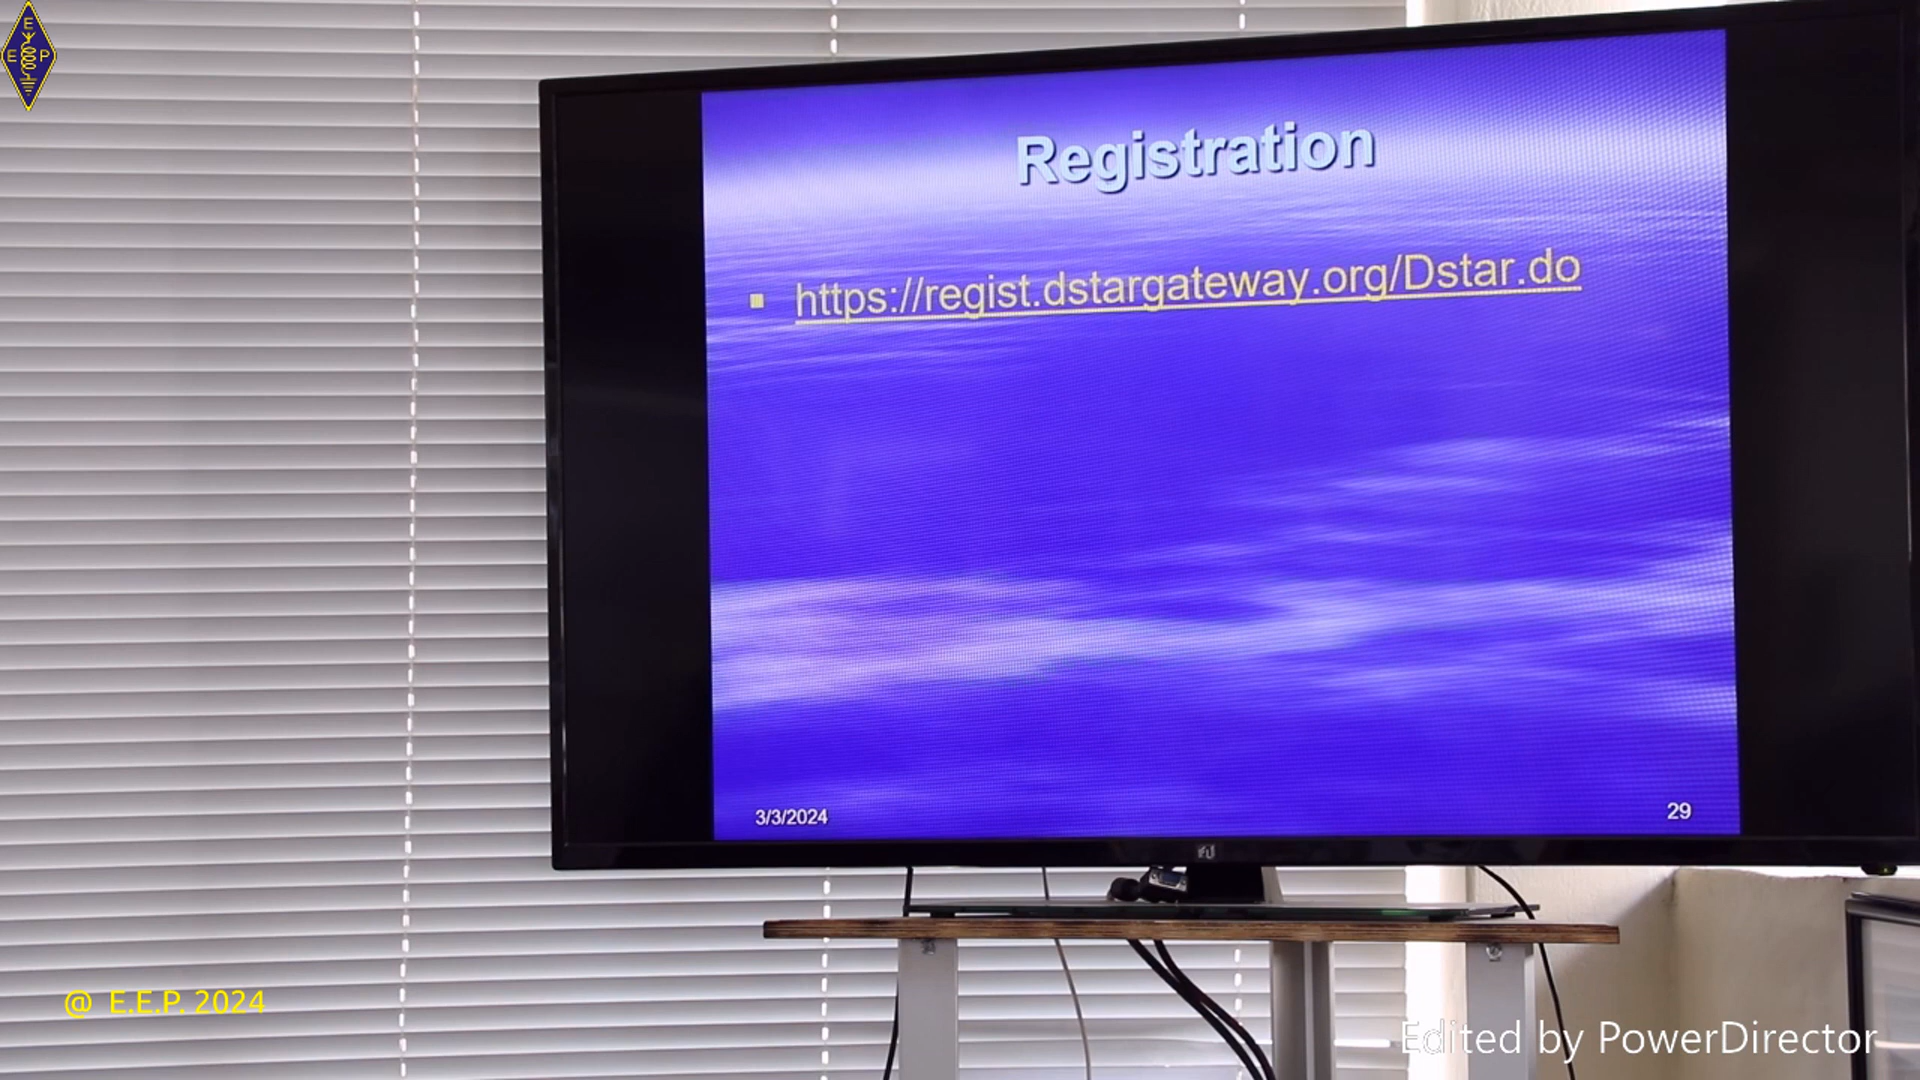 E
E P
Registration
https://regist.dstargateway.org/Dstar.do
3/3/2024
29
@ E.E.P. 2024
Edited by PowerDirector